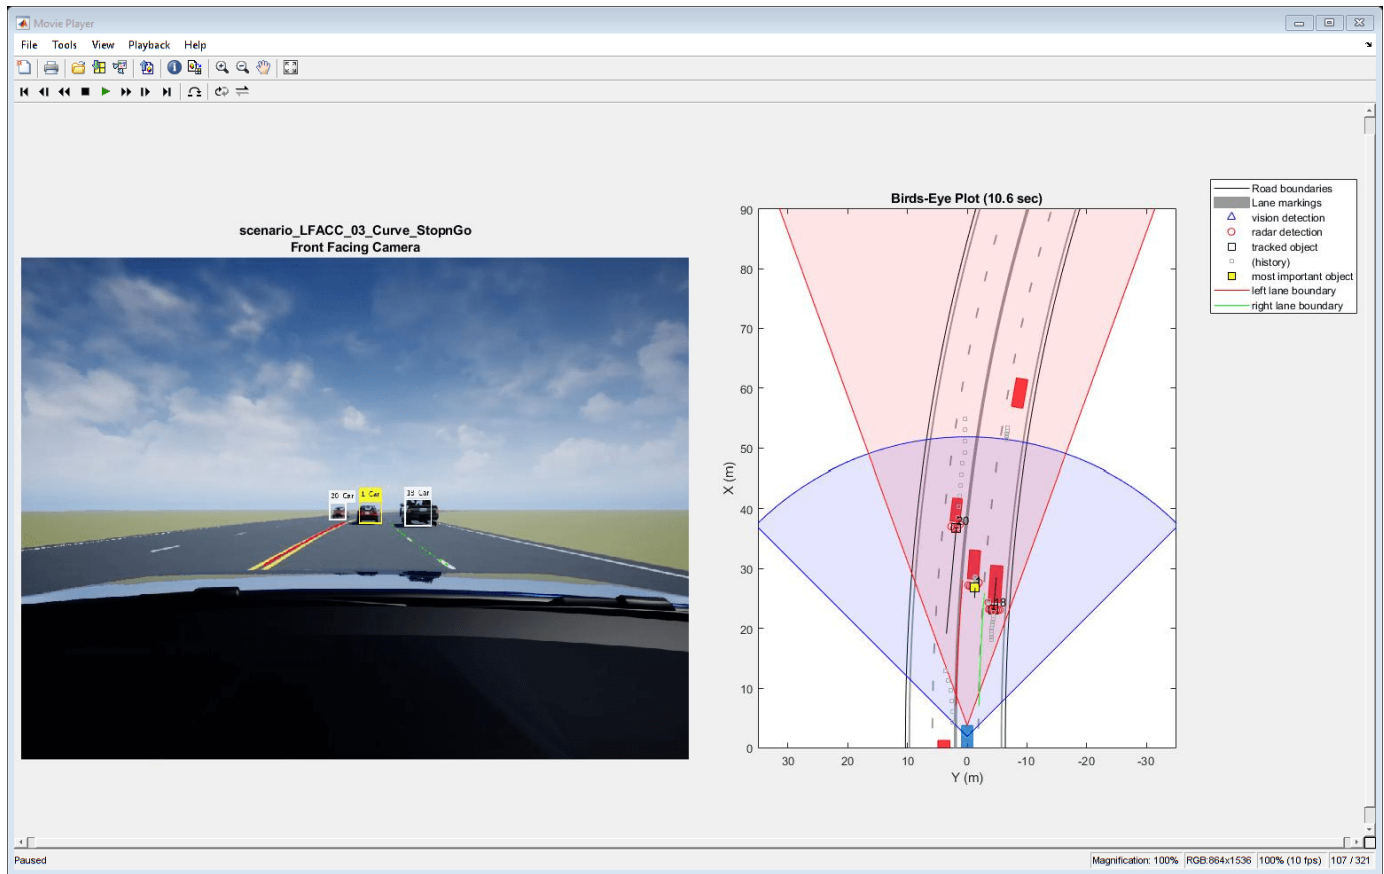 Movie Player
File Tools View Playback Help
scenario_LFACC_03_Curve_StopnGo
Front Facing Camera
20 Car
1 Car
Birds-Eye Plot (10.6 sec)
90
80
70
60
50
40
30
20
10
0
X (m)
20
30 20 10 0 -10 -20 -30
Y (m)
Road boundaries
Lane markings
vision detection
radar detection
tracked object
(history)
most important object
left lane boundary
right lane boundary
Paused
Magnification: 100% RGB:864x1536 100% (10 fps) 107 / 321